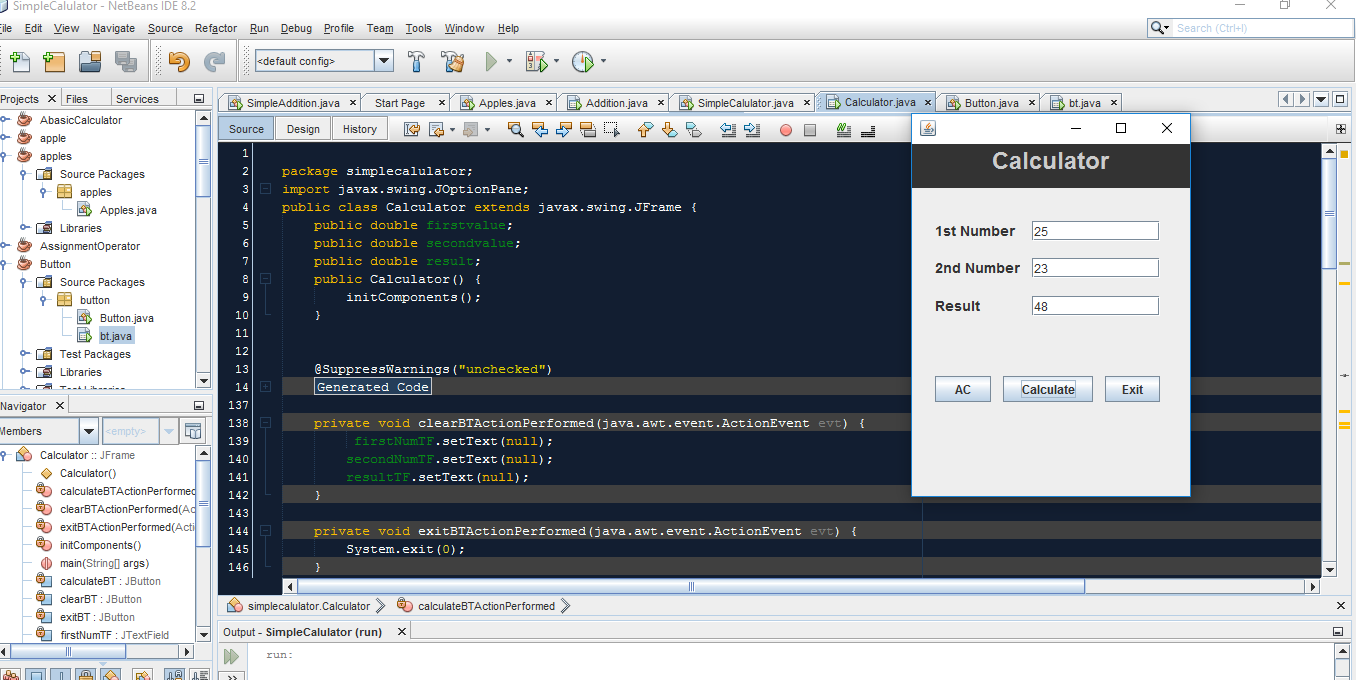 SimpleCalulator - NetBeans IDE 8.2
File Edit View Navigate Source Refactor Run Debug Profile Team Tools Window Help
Search (Ctrl+I)
<default config>
Projects Files Services
AbasicCalculator
apple
apples
Source Packages
apples
Apples.java
Libraries
AssignmentOperator
Button
Source Packages
button
Button.java
bt.java
Test Packages
Libraries
Test Libraries
Navigator
Members <empty>
Calculator :: JFrame
Calculator()
calculateBTActionPerformed
clearBTActionPerformed(Ac
exitBTActionPerformed(Acti
initComponents()
main(String[] args)
calculateBT : JButton
clearBT : JButton
exitBT : JButton
firstNumTF : JTextField
SimpleAddition.java Start Page Apples.java Addition.java SimpleCalulator.java Calculator.java Button.java bt.java
Source Design History
1
2 package simplecalulator;
3 import javax.swing.JOptionPane;
4 public class Calculator extends javax.swing.JFrame {
5 public double firstvalue;
6 public double secondvalue;
7 public double result;
8 public Calculator() {
9 initComponents();
10 }
11
12
13 @SuppressWarnings("unchecked")
14 Generated Code
137
138 private void clearBTActionPerformed(java.awt.event.ActionEvent evt) {
139 firstNumTF.setText(null);
140 secondNumTF.setText(null);
141 resultTF.setText(null);
142 }
143
144 private void exitBTActionPerformed(java.awt.event.ActionEvent evt) {
145 System.exit(0);
146 }
simplecalulator.Calculator calculateBTActionPerformed
Output - SimpleCalulator (run)
run:
Calculator
1st Number 25
2nd Number 23
Result 48
AC Calculate Exit